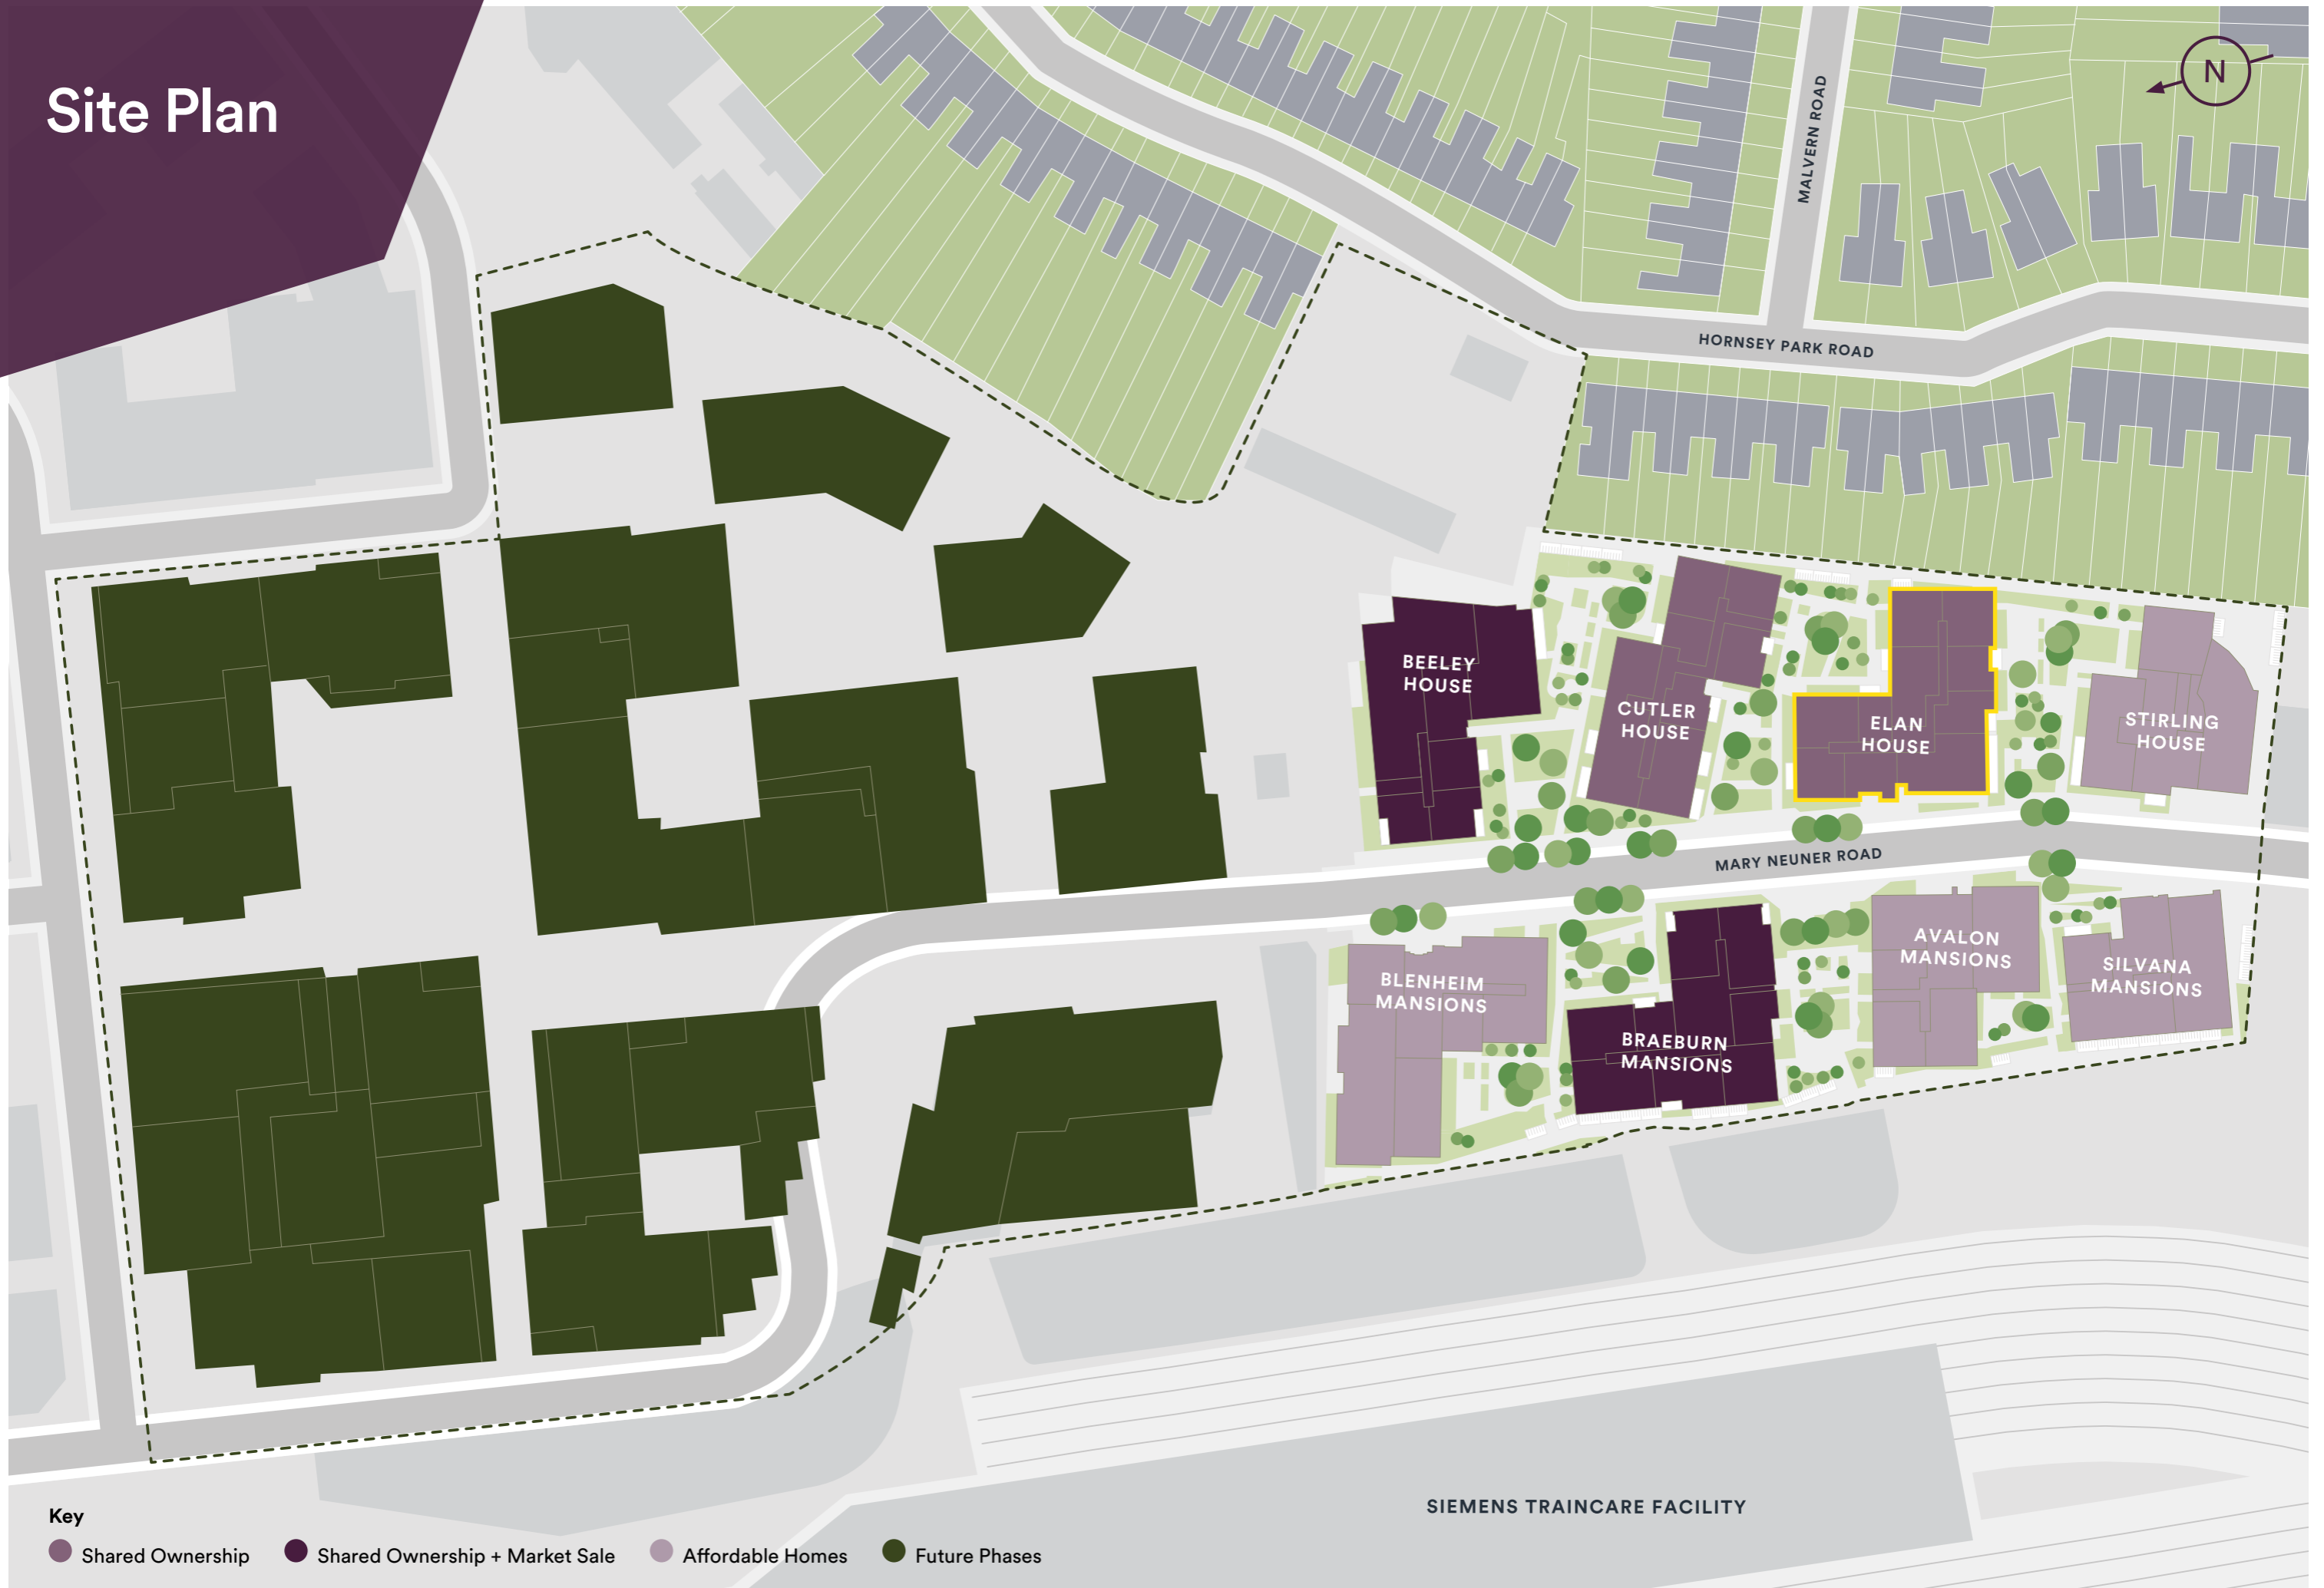 Site Plan
N
MALVERN ROAD
HORNSEY PARK ROAD
BEELEY
HOUSE
CUTLER
HOUSE
ELAN
HOUSE
STIRLING
HOUSE
MARY NEUNER ROAD
BLENHEIM
MANSIONS
BRAEBURN
MANSIONS
AVALON
MANSIONS
SILVANA
MANSIONS
SIEMENS TRAINCARE FACILITY
Key
Shared Ownership
Shared Ownership + Market Sale
Affordable Homes
Future Phases